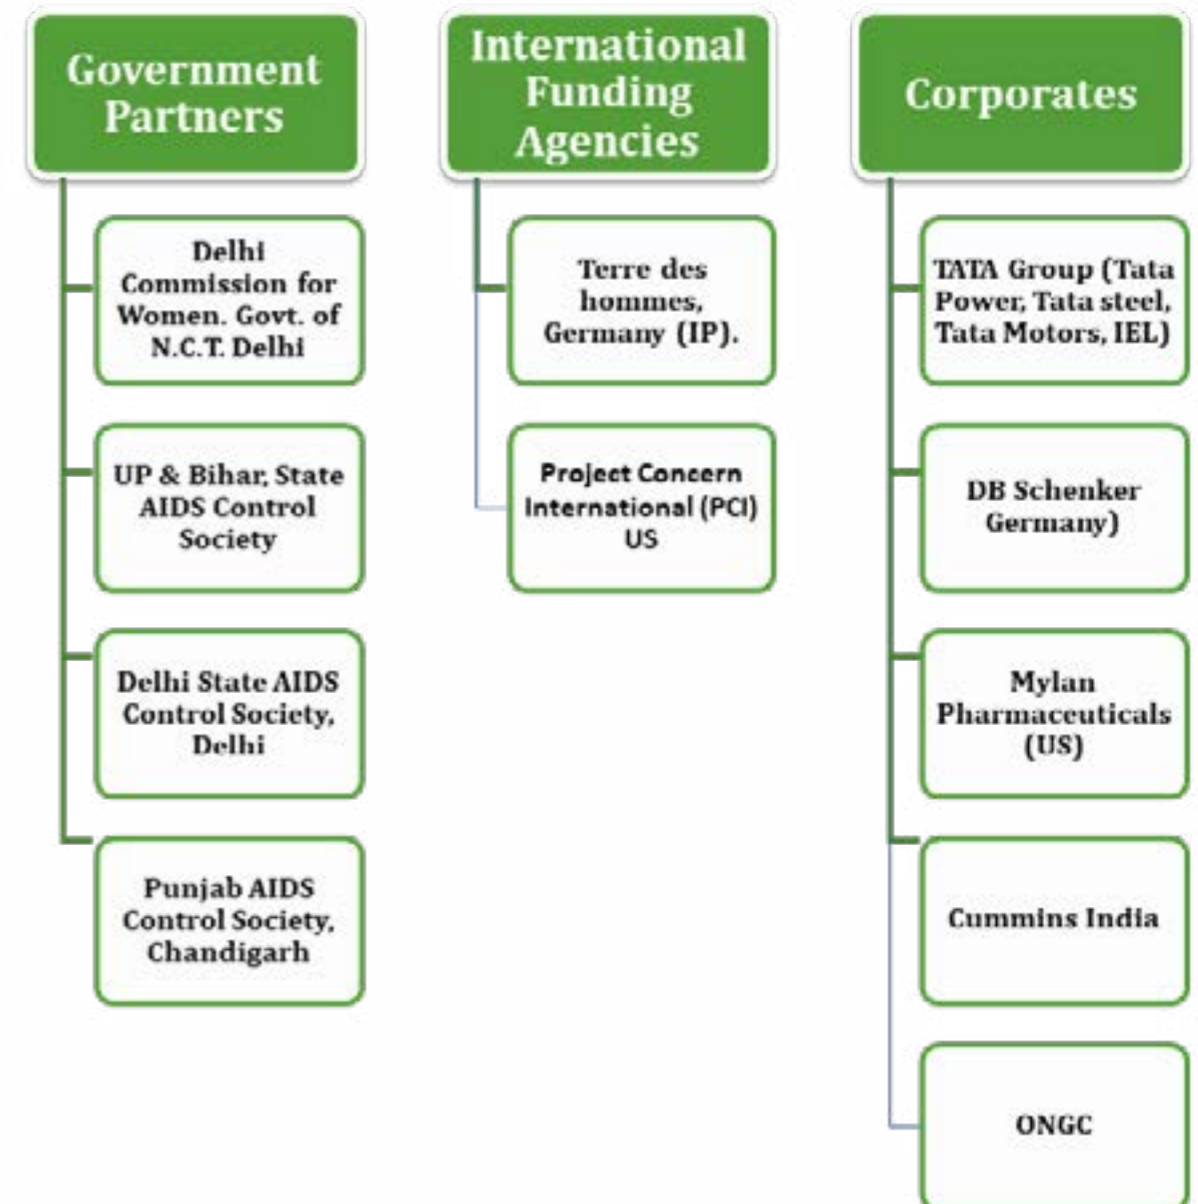 Government
Partners
Delhi
Commission for
Women. Govt. of
N.C.T. Delhi
UP & Bihar, State
AIDS Control
Society
Delhi State AIDS
Control Society,
Delhi
Punjab AIDS
Control Society,
Chandigarh
International
Funding
Agencies
Terre des
hommes,
Germany (IP).
Project Concern
International (PCI)
US
Corporates
TATA Group (Tata
Power, Tata steel,
Tata Motors, IEL)
DB Schenker
Germany)
Mylan
Pharmaceuticals
(US)
Cummins India
ONGC